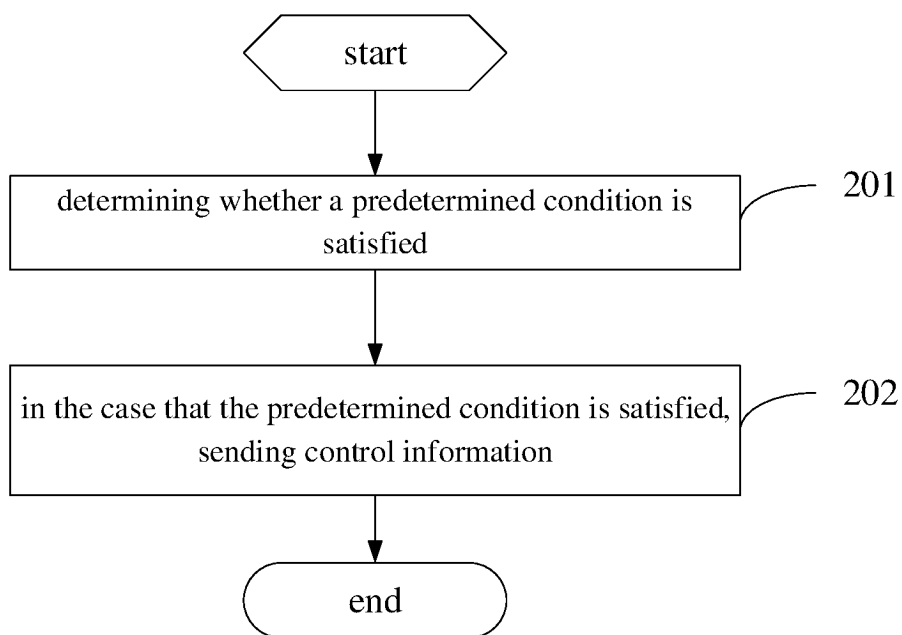 start
determining whether a predetermined condition is
satisfied
201
in the case that the predetermined condition is satisfied,
sending control information
202
end